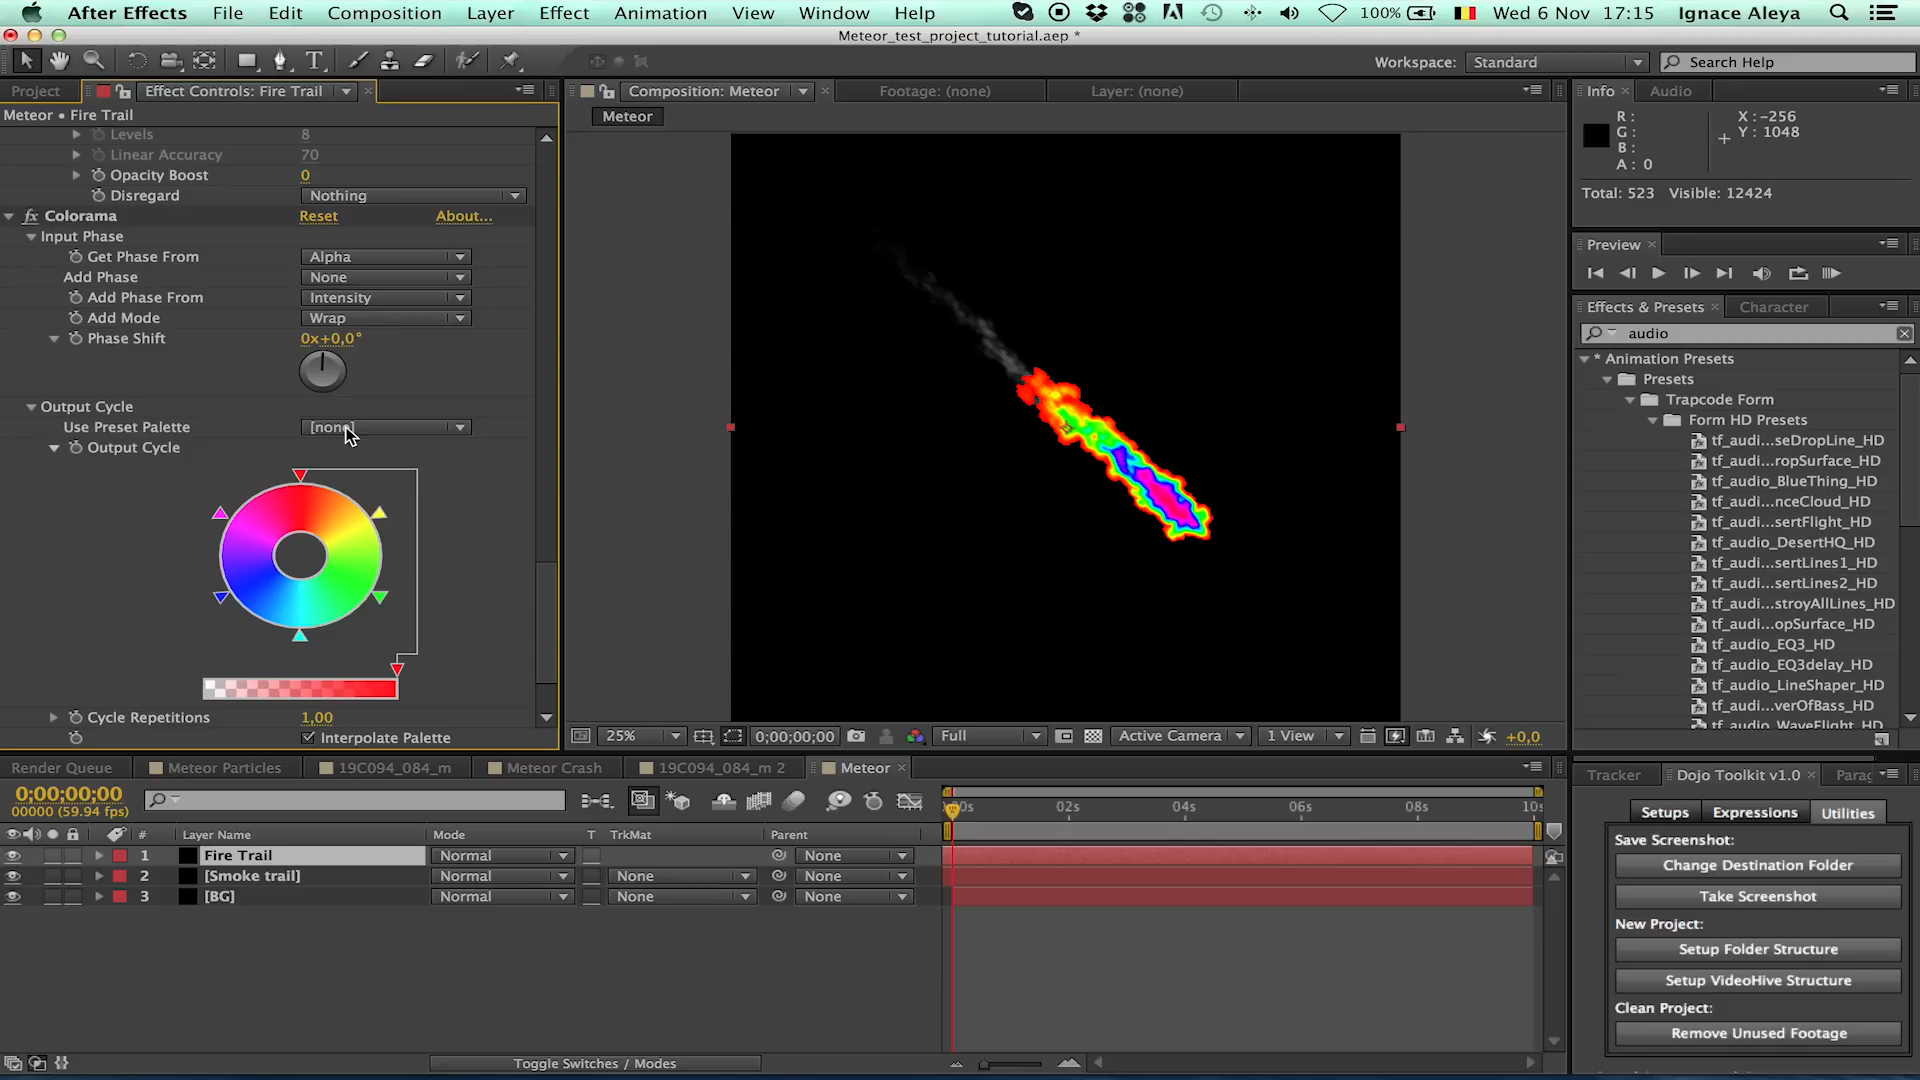 After Effects File Edit Composition Layer Effect Animation View Window Help 100% Wed 6 Nov 17:15 Ignace Aleya
Meteor_test_project_tutorial.aep *
T Workspace: Standard Search Help
Project Effect Controls: Fire Trail × Composition: Meteor × Footage: (none) Layer: (none) Info × Audio
Meteor • Fire Trail
Meteor
R :
G :
B :
A : 0
X : -256
Y : 1048
Total: 523 Visible: 12424
Levels 8
Linear Accuracy 70
Opacity Boost 0
Disregard Nothing
fx Colorama Reset About...
Input Phase
Get Phase From Alpha
Add Phase None
Add Phase From Intensity
Add Mode Wrap
Phase Shift 0x+0,0°
Output Cycle
Use Preset Palette [none]
Output Cycle
Cycle Repetitions 1,00
Interpolate Palette
25% 0;00;00;00 Full Active Camera 1 View +0,0
Preview ×
Effects & Presets × Character
audio
* Animation Presets
Presets
Trapcode Form
Form HD Presets
tf_audi...seDropLine_HD
tf_audi...ropSurface_HD
tf_audio_BlueThing_HD
tf_audi...nceCloud_HD
tf_audi...sertFlight_HD
tf_audio_DesertHQ_HD
tf_audi...sertLines1_HD
tf_audi...sertLines2_HD
tf_audi...stroyAllLines_HD
tf_audi...opSurface_HD
tf_audio_EQ3_HD
tf_audio_EQ3delay_HD
tf_audio_LineShaper_HD
tf_audi...verOfBass_HD
tf_audio_WaveFlight_HD
Render Queue Meteor Particles 19C094_084_m Meteor Crash 19C094_084_m 2 Meteor ×
0;00;00;00
00000 (59.94 fps)
:00s 02s 04s 06s 08s 10s
# Layer Name Mode T TrkMat Parent
1 Fire Trail Normal None
2 [Smoke trail] Normal None None
3 [BG] Normal None None
Toggle Switches / Modes
Tracker Dojo Toolkit v1.0 × Parag
Setups Expressions Utilities
Save Screenshot:
Change Destination Folder
Take Screenshot
New Project:
Setup Folder Structure
Setup VideoHive Structure
Clean Project:
Remove Unused Footage